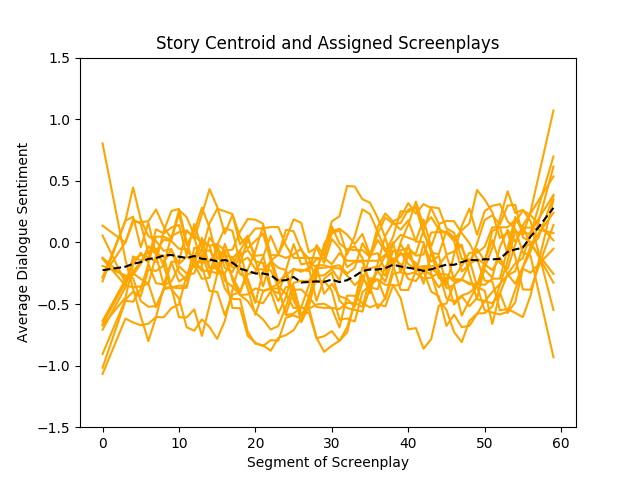 Story Centroid and Assigned Screenplays
1.5
1.0
0.5
0.0
−0.5
−1.0
−1.5
Average Dialogue Sentiment
0 10 20 30 40 50 60
Segment of Screenplay